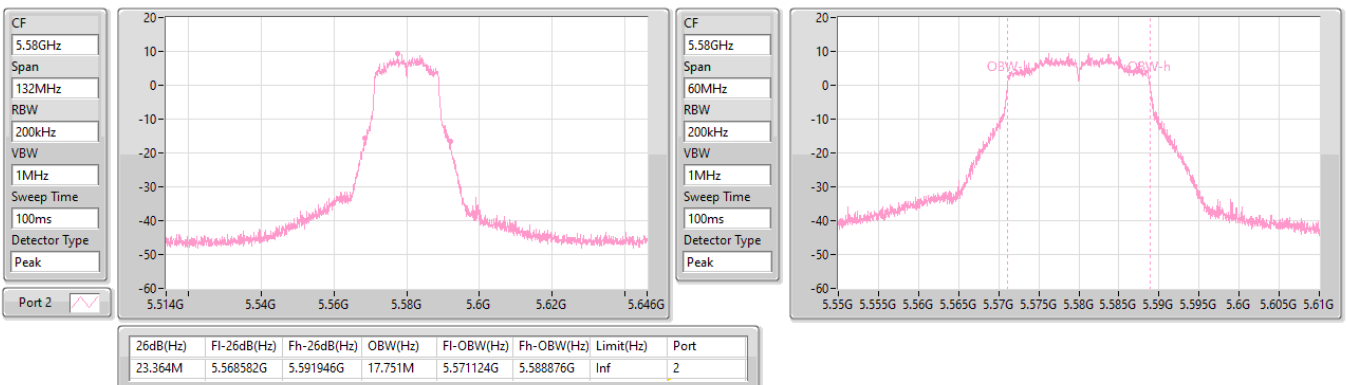 CF
5.58GHz
Span
132MHz
RBW
200kHz
VBW
1MHz
Sweep Time
100ms
Detector Type
Peak
Port 2
20
10
0
-10
-20
-30
-40
-50
-60
5.514G 5.54G 5.56G 5.58G 5.6G 5.62G 5.646G
CF
5.58GHz
Span
60MHz
RBW
200kHz
VBW
1MHz
Sweep Time
100ms
Detector Type
Peak
20
10
0
-10
-20
-30
-40
-50
-60
OBW-l OBW-h
5.55G 5.555G 5.56G 5.565G 5.57G 5.575G 5.58G 5.585G 5.59G 5.595G 5.6G 5.605G 5.61G
26dB(Hz) Fl-26dB(Hz) Fh-26dB(Hz) OBW(Hz) Fl-OBW(Hz) Fh-OBW(Hz) Limit(Hz) Port
23.364M 5.568582G 5.591946G 17.751M 5.571124G 5.588876G Inf 2